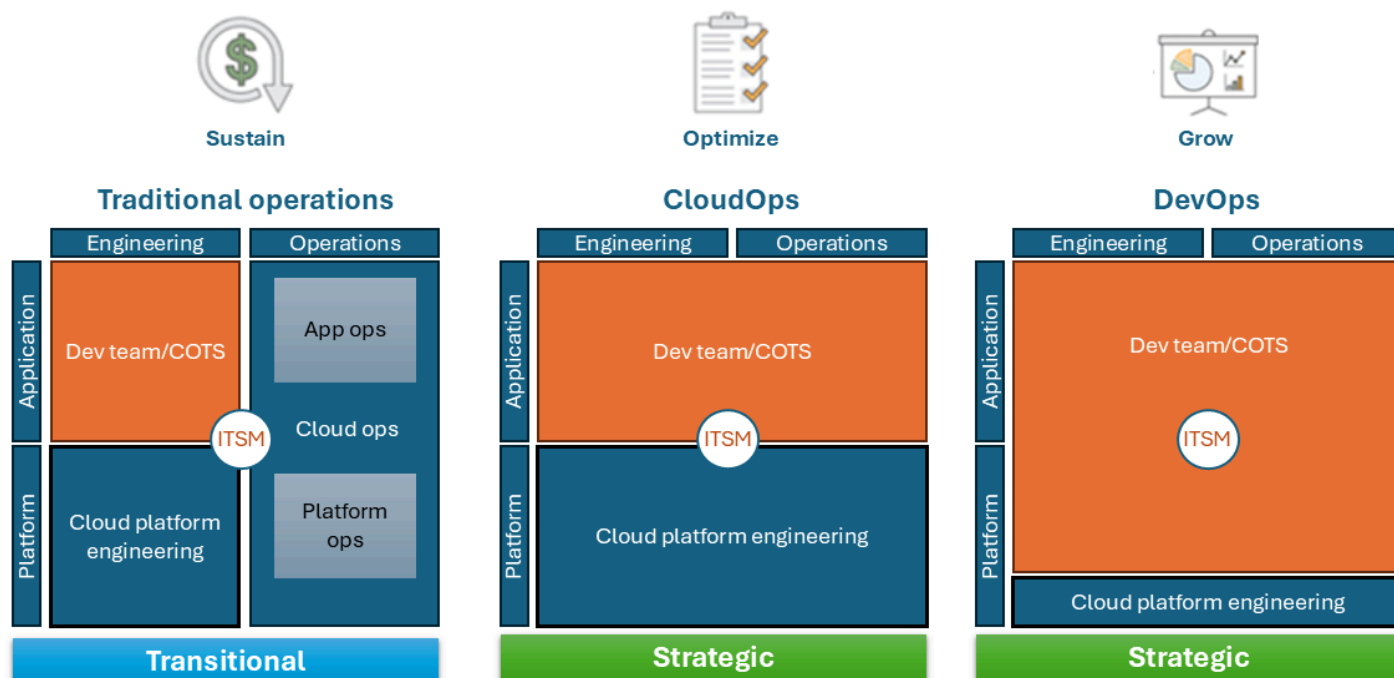 Sustain
Optimize
Grow
Traditional operations
Engineering
Operations
Application
Platform
Dev team/COTS
App ops
ITSM
Cloud ops
Cloud platform
engineering
Platform
ops
Transitional
CloudOps
Engineering
Operations
Application
Platform
Dev team/COTS
ITSM
Cloud platform engineering
Strategic
DevOps
Engineering
Operations
Application
Platform
Dev team/COTS
ITSM
Cloud platform engineering
Strategic